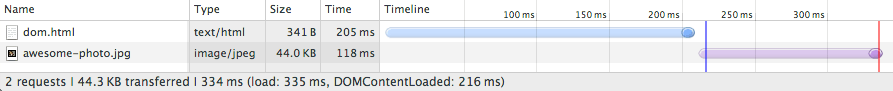 Name Type Size Time Timeline
100 ms 150 ms 200 ms 250 ms 300 ms
dom.html text/html 341 B 205 ms
awesome-photo.jpg image/jpeg 44.0 KB 118 ms
2 requests | 44.3 KB transferred | 334 ms (load: 335 ms, DOMContentLoaded: 216 ms)